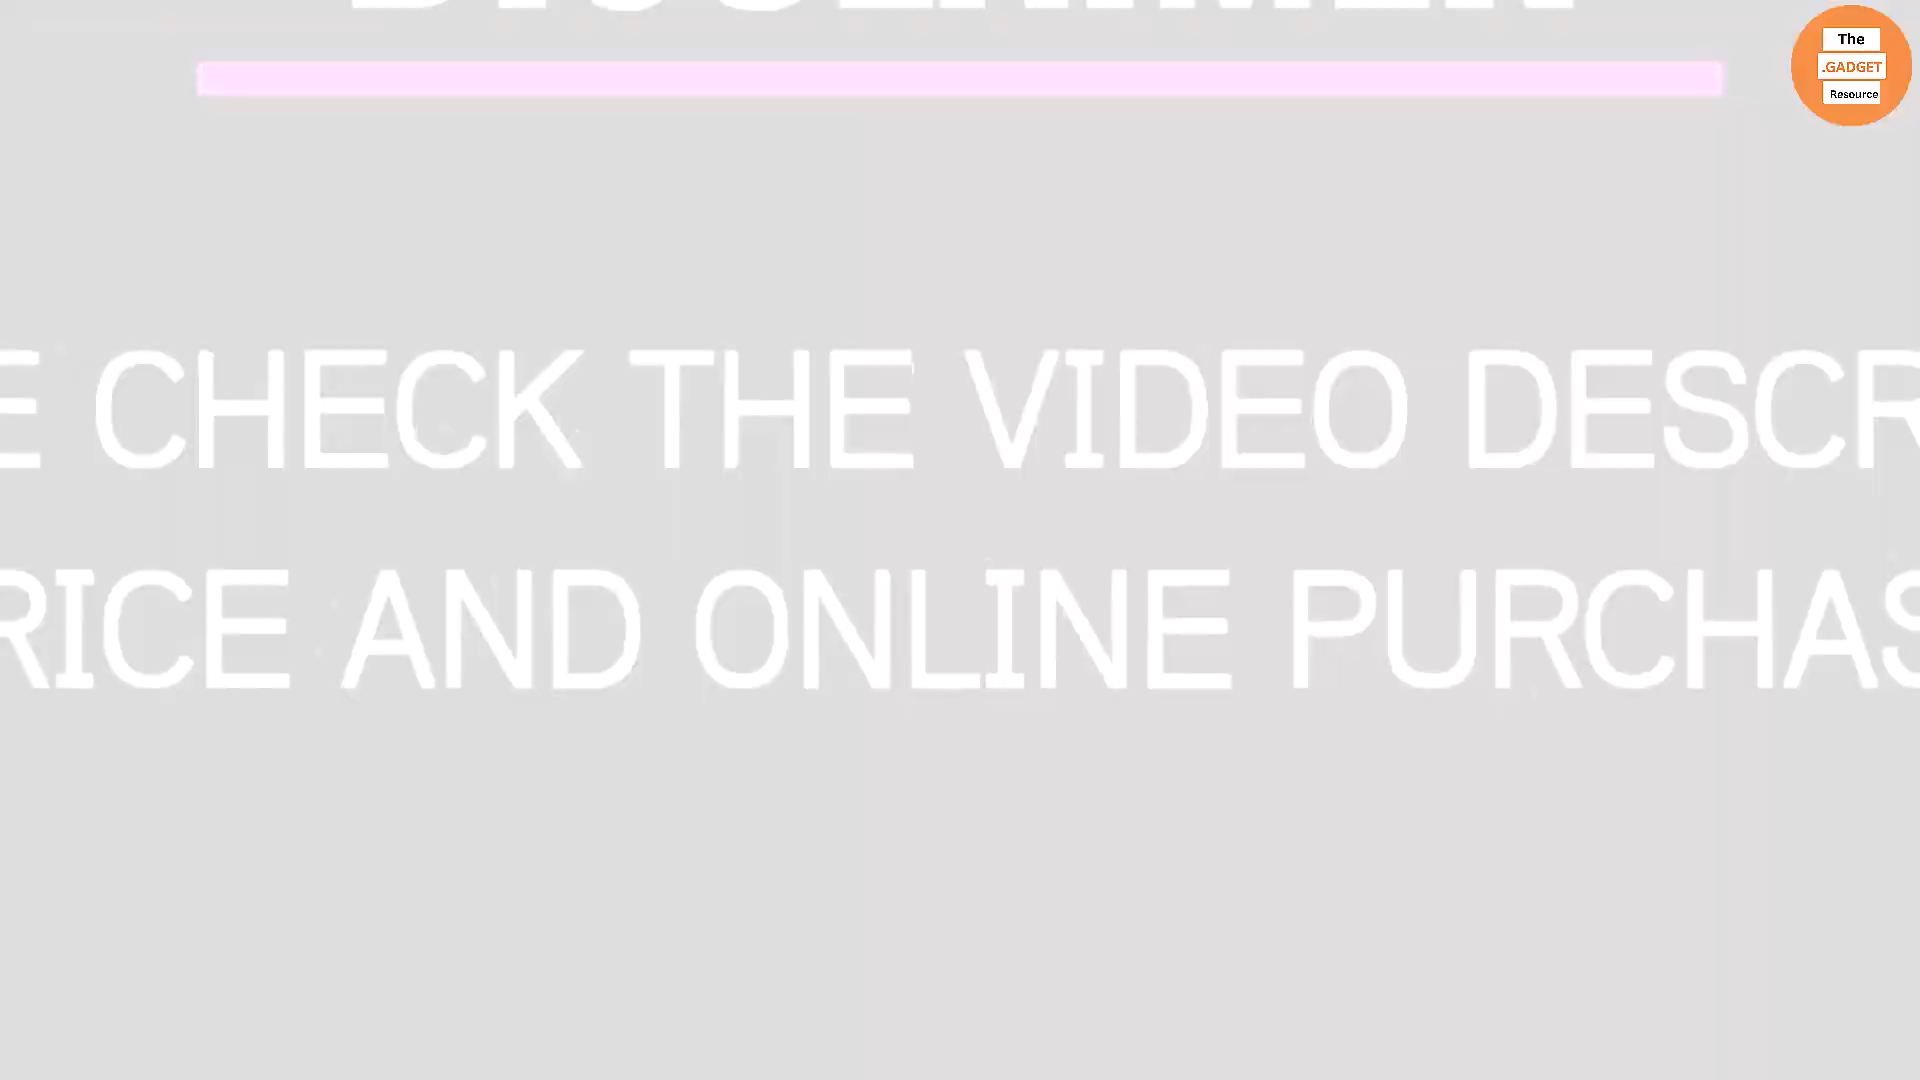 The
.GADGET
Resource
E CHECK THE VIDEO DESCR
RICE AND ONLINE PURCHAS